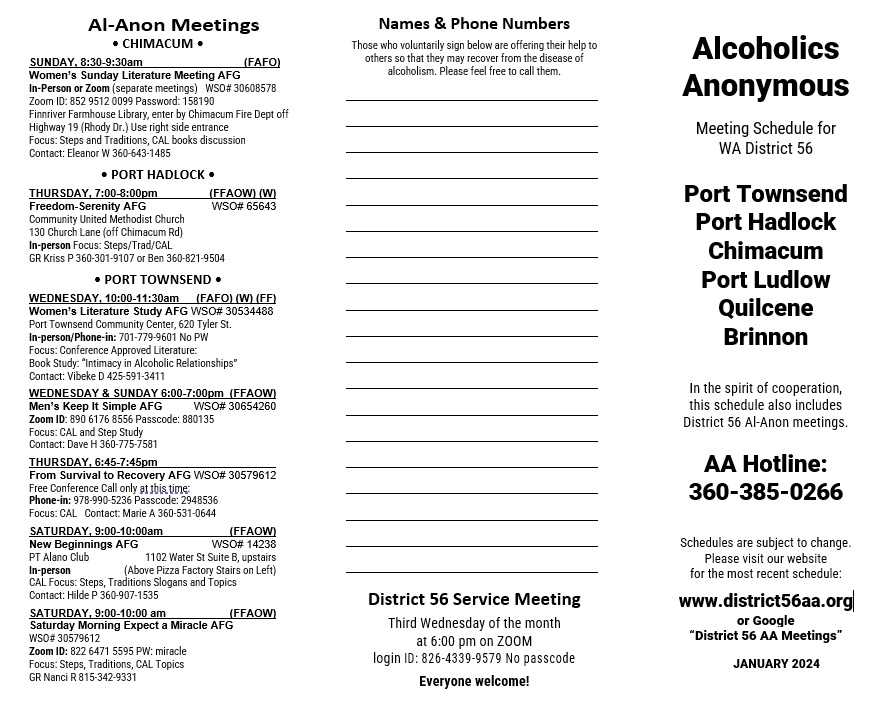 Al-Anon Meetings
• CHIMACUM •
SUNDAY, 8:30-9:30am (FAFO)
Women's Sunday Literature Meeting AFG
In-Person or Zoom (separate meetings) WSO# 30608578
Zoom ID: 852 9512 0099 Password: 158190
Finnriver Farmhouse Library, enter by Chimacum Fire Dept off
Highway 19 (Rhody Dr.) Use right side entrance
Focus: Steps and Traditions, CAL books discussion
Contact: Eleanor W 360-643-1485
• PORT HADLOCK •
THURSDAY, 7:00-8:00pm (FFAOW) (W)
Freedom-Serenity AFG WSO# 65643
Community United Methodist Church
130 Church Lane (off Chimacum Rd)
In-person Focus: Steps/Trad/CAL
GR Kriss P 360-301-9107 or Ben 360-821-9504
• PORT TOWNSEND •
WEDNESDAY, 10:00-11:30am (FAFO) (W) (FF)
Women's Literature Study AFG WSO# 30534488
Port Townsend Community Center, 620 Tyler St.
In-person/Phone-in: 701-779-9601 No PW
Focus: Conference Approved Literature:
Book Study: "Intimacy in Alcoholic Relationships"
Contact: Vibeke D 425-591-3411
WEDNESDAY & SUNDAY 6:00-7:00pm (FFAOW)
Men's Keep It Simple AFG WSO# 30654260
Zoom ID: 890 6176 8556 Passcode: 880135
Focus: CAL and Step Study
Contact: Dave H 360-775-7581
THURSDAY, 6:45-7:45pm
From Survival to Recovery AFG WSO# 30579612
Free Conference Call only at this time:
Phone-in: 978-990-5236 Passcode: 2948536
Focus: CAL Contact: Marie A 360-531-0644
SATURDAY, 9:00-10:00am (FFAOW)
New Beginnings AFG WSO# 14238
PT Alano Club 1102 Water St Suite B, upstairs
In-person (Above Pizza Factory Stairs on Left)
CAL Focus: Steps, Traditions Slogans and Topics
Contact: Hilde P 360-907-1535
SATURDAY, 9:00-10:00 am (FFAOW)
Saturday Morning Expect a Miracle AFG
WSO# 30579612
Zoom ID: 822 6471 5595 PW: miracle
Focus: Steps, Traditions, CAL Topics
GR Nanci R 815-342-9331
Names & Phone Numbers
Those who voluntarily sign below are offering their help to
others so that they may recover from the disease of
alcoholism. Please feel free to call them.
District 56 Service Meeting
Third Wednesday of the month
at 6:00 pm on ZOOM
login ID: 826-4339-9579 No passcode
Everyone welcome!
Alcoholics
Anonymous
Meeting Schedule for
WA District 56
Port Townsend
Port Hadlock
Chimacum
Port Ludlow
Quilcene
Brinnon
In the spirit of cooperation,
this schedule also includes
District 56 Al-Anon meetings.
AA Hotline:
360-385-0266
Schedules are subject to change.
Please visit our website
for the most recent schedule:
www.district56aa.org
or Google
"District 56 AA Meetings"
JANUARY 2024